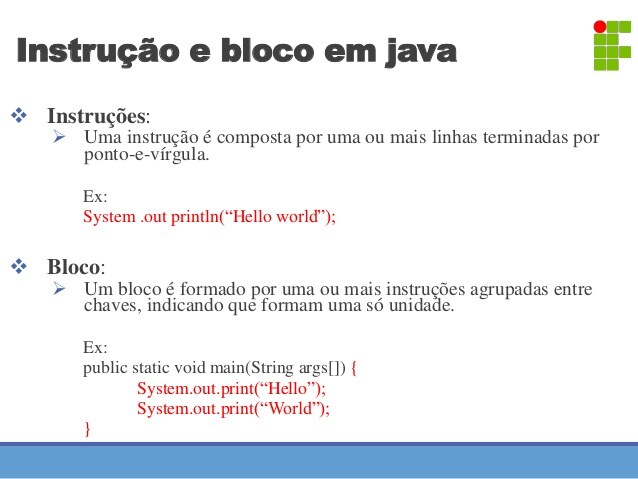 Instrução e bloco em java
❖ Instruções:
➢ Uma instrução é composta por uma ou mais linhas terminadas por
ponto-e-vírgula.
Ex:
System .out println(“Hello world”);
❖ Bloco:
➢ Um bloco é formado por uma ou mais instruções agrupadas entre
chaves, indicando que formam uma só unidade.
Ex:
public static void main(String args[]) {
System.out.print(“Hello”);
System.out.print(“World”);
}